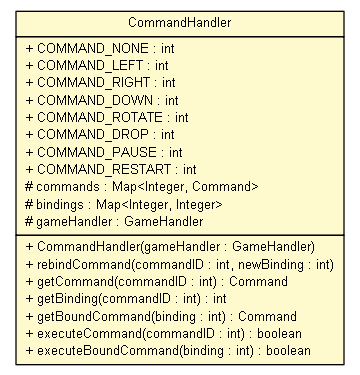 CommandHandler
+ COMMAND_NONE : int
+ COMMAND_LEFT : int
+ COMMAND_RIGHT : int
+ COMMAND_DOWN : int
+ COMMAND_ROTATE : int
+ COMMAND_DROP : int
+ COMMAND_PAUSE : int
+ COMMAND_RESTART : int
# commands : Map<Integer, Command>
# bindings : Map<Integer, Integer>
# gameHandler : GameHandler
+ CommandHandler(gameHandler : GameHandler)
+ rebindCommand(commandID : int, newBinding : int)
+ getCommand(commandID : int) : Command
+ getBinding(commandID : int) : int
+ getBoundCommand(binding : int) : Command
+ executeCommand(commandID : int) : boolean
+ executeBoundCommand(binding : int) : boolean